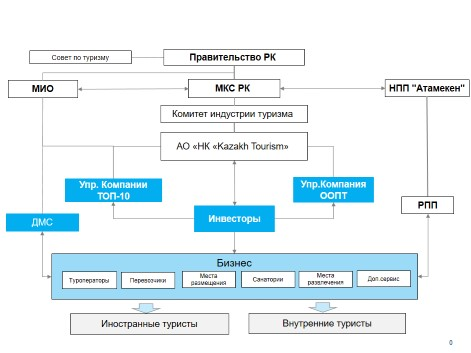 Совет по туризму
Правительство РК
МИО
МКС РК
НПП "Атамекен"
Комитет индустрии туризма
АО «НК «Kazakh Tourism»
Упр. Компании
ТОП-10
Упр.Компания
ООПТ
ДМС
Инвесторы
РПП
Бизнес
Туроператоры
Перевозчики
Места
размещения
Санатории
Места
развлечения
Доп.сервис
Иностранные туристы
Внутренние туристы
0